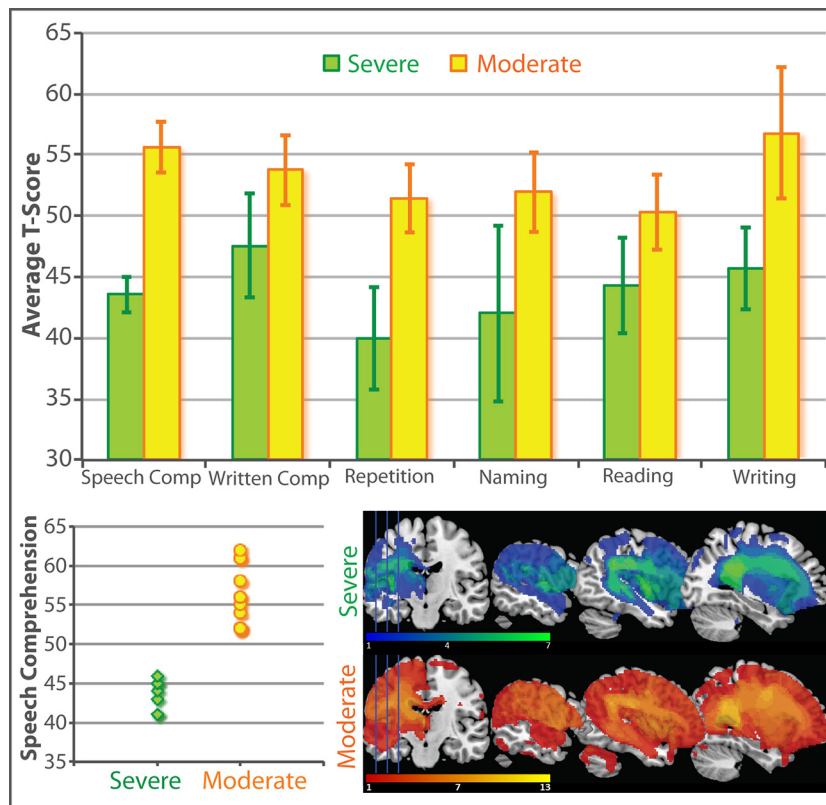 65
60
55
50
45
40
35
30
Average T-Score
Severe
Moderate
Speech Comp
Written Comp
Repetition
Naming
Reading
Writing
65
60
55
50
45
40
35
Speech Comprehension
Severe
Moderate
Severe
1 4 7
Moderate
1 7 13